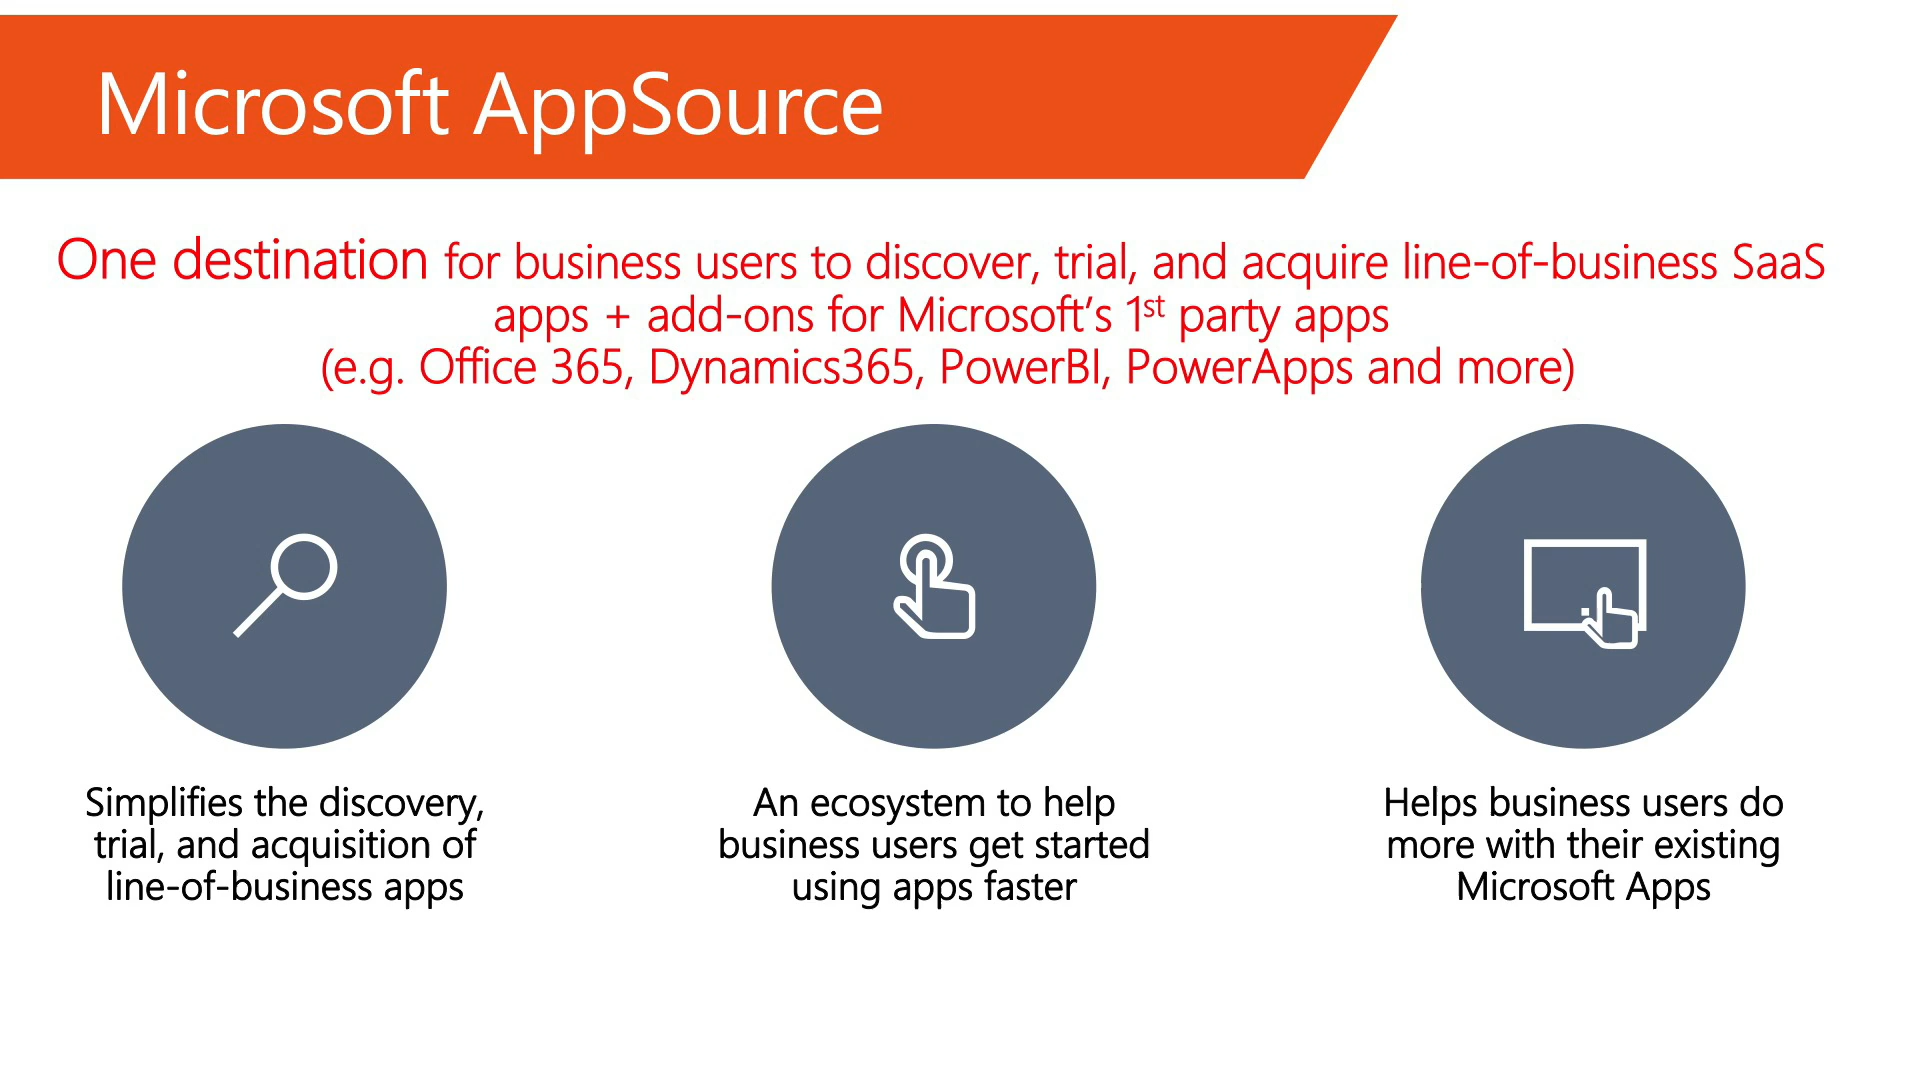 Microsoft AppSource
One destination for business users to discover, trial, and acquire line-of-business SaaS
apps + add-ons for Microsoft’s 1st party apps
(e.g. Office 365, Dynamics365, PowerBI, PowerApps and more)
Simplifies the discovery,
trial, and acquisition of
line-of-business apps
An ecosystem to help
business users get started
using apps faster
Helps business users do
more with their existing
Microsoft Apps